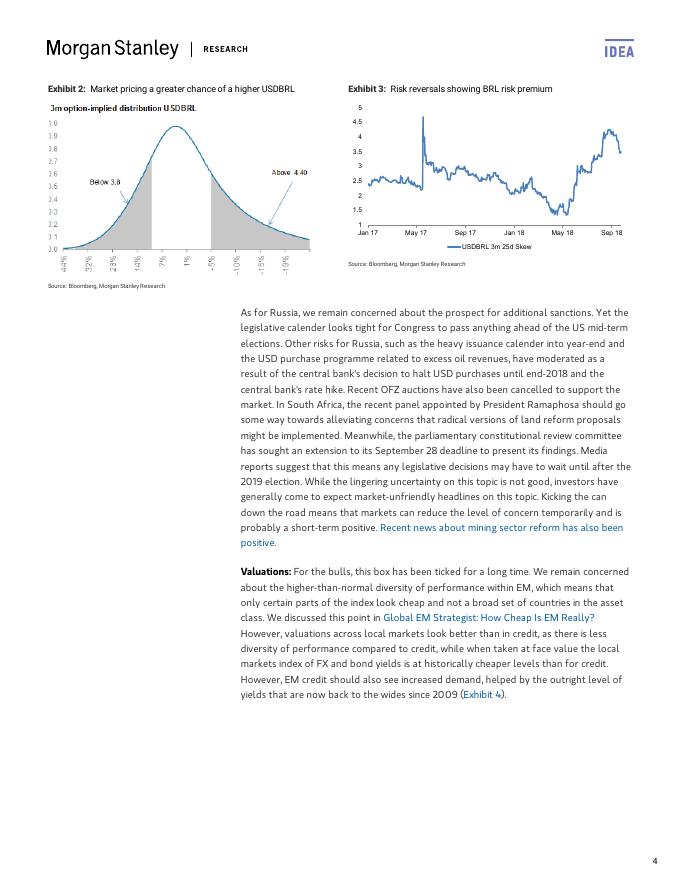 Morgan Stanley | RESEARCH
IDEA
Exhibit 2: Market pricing a greater chance of a higher USDBRL
3m option-implied distribution USDBRL
1.0
0.9
0.8
0.7
0.6
0.5
0.4
0.3
0.2
0.1
0.0
Below 3.8
Above 4.40
44%
32%
23%
14%
7%
1%
-5%
-10%
-15%
-19%
Source: Bloomberg, Morgan Stanley Research
Exhibit 3: Risk reversals showing BRL risk premium
5
4.5
4
3.5
3
2.5
2
1.5
1
Jan 17 May 17 Sep 17 Jan 18 May 18 Sep 18
USDBRL 3m 25d Skew
Source: Bloomberg, Morgan Stanley Research
As for Russia, we remain concerned about the prospect for additional sanctions. Yet the
legislative calender looks tight for Congress to pass anything ahead of the US mid-term
elections. Other risks for Russia, such as the heavy issuance calender into year-end and
the USD purchase programme related to excess oil revenues, have moderated as a
result of the central bank's decision to halt USD purchases until end-2018 and the
central bank's rate hike. Recent OFZ auctions have also been cancelled to support the
market. In South Africa, the recent panel appointed by President Ramaphosa should go
some way towards alleviating concerns that radical versions of land reform proposals
might be implemented. Meanwhile, the parliamentary constitutional review committee
has sought an extension to its September 28 deadline to present its findings. Media
reports suggest that this means any legislative decisions may have to wait until after the
2019 election. While the lingering uncertainty on this topic is not good, investors have
generally come to expect market-unfriendly headlines on this topic. Kicking the can
down the road means that markets can reduce the level of concern temporarily and is
probably a short-term positive. Recent news about mining sector reform has also been
positive.
Valuations: For the bulls, this box has been ticked for a long time. We remain concerned
about the higher-than-normal diversity of performance within EM, which means that
only certain parts of the index look cheap and not a broad set of countries in the asset
class. We discussed this point in Global EM Strategist: How Cheap Is EM Really?
However, valuations across local markets look better than in credit, as there is less
diversity of performance compared to credit, while when taken at face value the local
markets index of FX and bond yields is at historically cheaper levels than for credit.
However, EM credit should also see increased demand, helped by the outright level of
yields that are now back to the wides since 2009 (Exhibit 4).
4